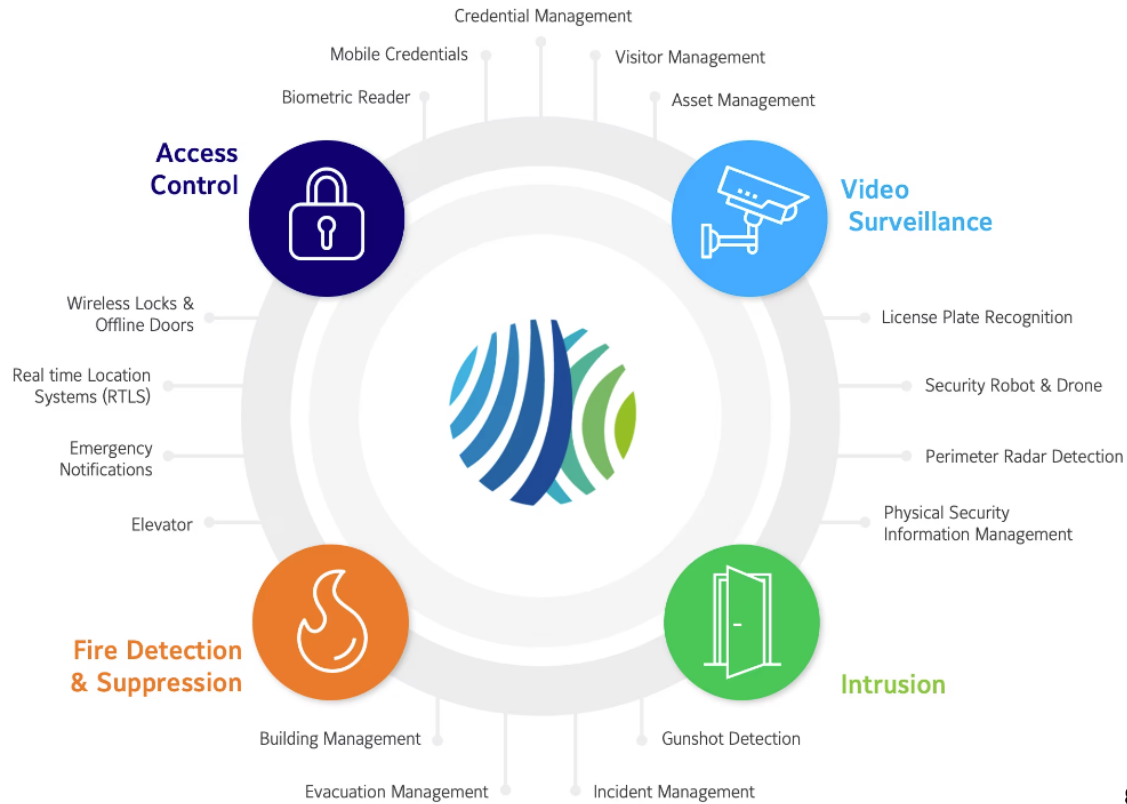 Credential Management
Mobile Credentials
Visitor Management
Biometric Reader
Asset Management
Access
Control
Video
Surveillance
Wireless Locks &
Offline Doors
License Plate Recognition
Real time Location
Systems (RTLS)
Security Robot & Drone
Emergency
Notifications
Perimeter Radar Detection
Elevator
Physical Security
Information Management
Fire Detection
& Suppression
Intrusion
Building Management
Gunshot Detection
Evacuation Management
Incident Management